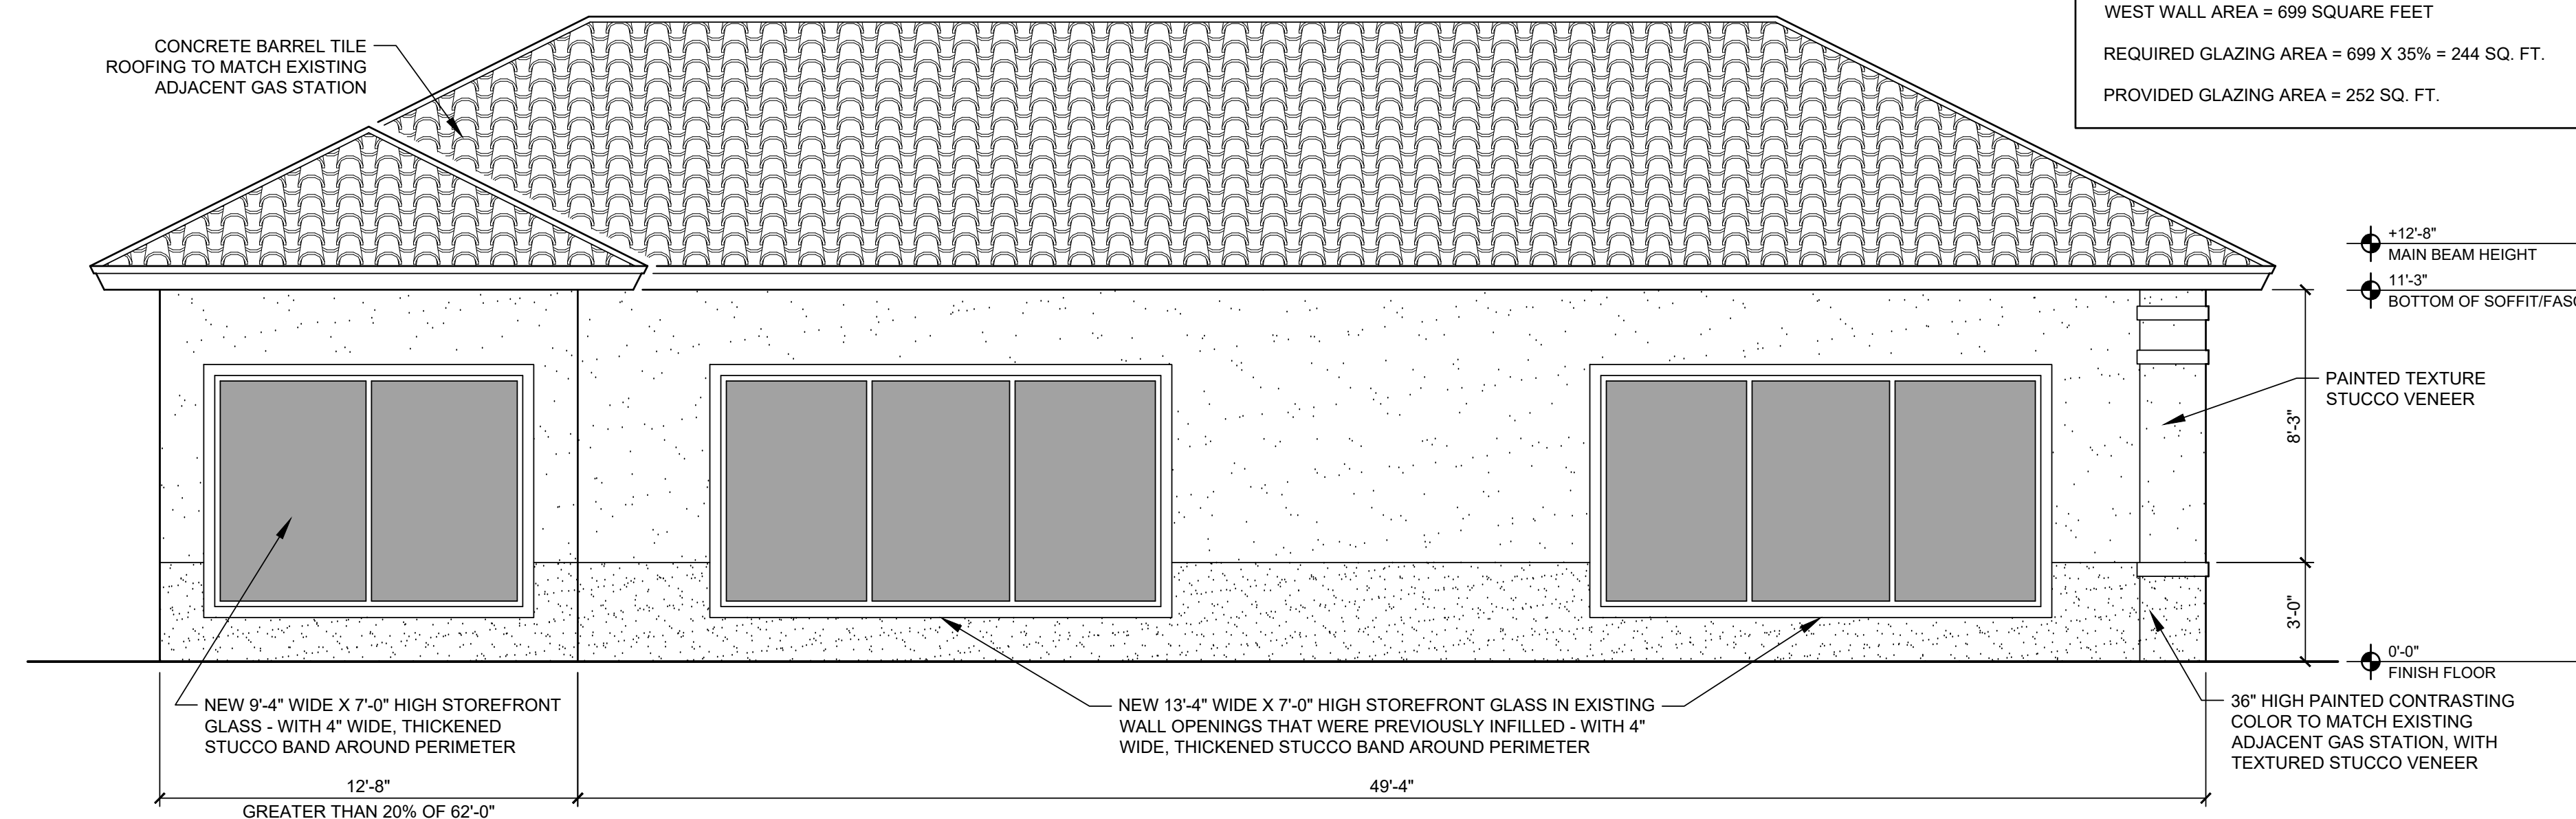 WEST WALL AREA = 699 SQUARE FEET
REQUIRED GLAZING AREA = 699 X 35% = 244 SQ. FT.
PROVIDED GLAZING AREA = 252 SQ. FT.
CONCRETE BARREL TILE
ROOFING TO MATCH EXISTING
ADJACENT GAS STATION
+12'-8"
MAIN BEAM HEIGHT
11'-3"
BOTTOM OF SOFFIT/FASC
PAINTED TEXTURE
STUCCO VENEER
8'-3"
3'-0"
0'-0"
FINISH FLOOR
NEW 9'-4" WIDE X 7'-0" HIGH STOREFRONT
GLASS - WITH 4" WIDE, THICKENED
STUCCO BAND AROUND PERIMETER
NEW 13'-4" WIDE X 7'-0" HIGH STOREFRONT GLASS IN EXISTING
WALL OPENINGS THAT WERE PREVIOUSLY INFILLED - WITH 4"
WIDE, THICKENED STUCCO BAND AROUND PERIMETER
36" HIGH PAINTED CONTRASTING
COLOR TO MATCH EXISTING
ADJACENT GAS STATION, WITH
TEXTURED STUCCO VENEER
12'-8"
GREATER THAN 20% OF 62'-0"
49'-4"